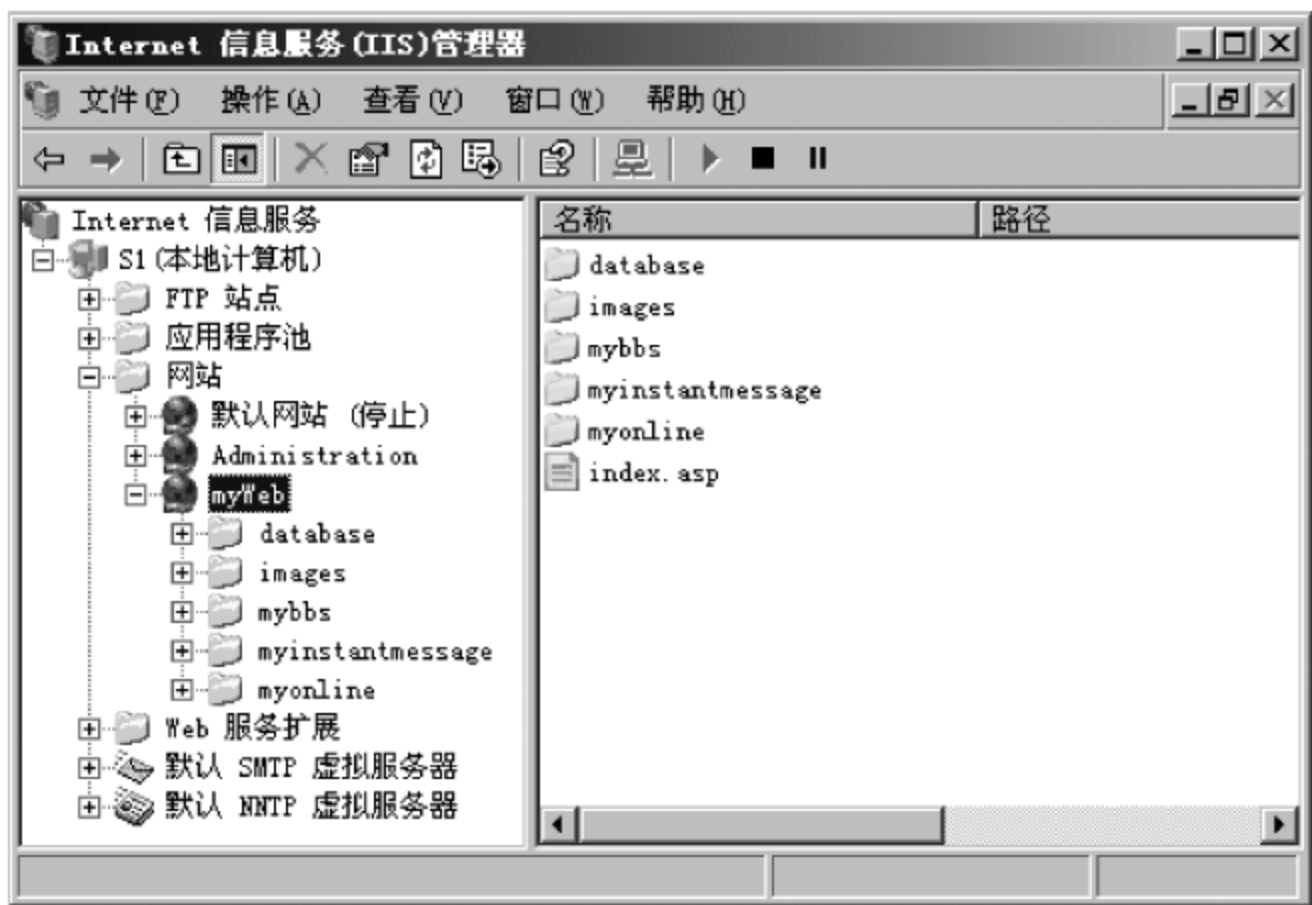 Internet 信息服务(IIS)管理器
文件(F) 操作(A) 查看(V) 窗口(W) 帮助(H)
Internet 信息服务
S1(本地计算机)
FTP 站点
应用程序池
网站
默认网站 (停止)
Administration
myWeb
database
images
mybbs
myinstantmessage
myonline
Web 服务扩展
默认 SMTP 虚拟服务器
默认 NNTP 虚拟服务器
名称 路径
database
images
mybbs
myinstantmessage
myonline
index.asp